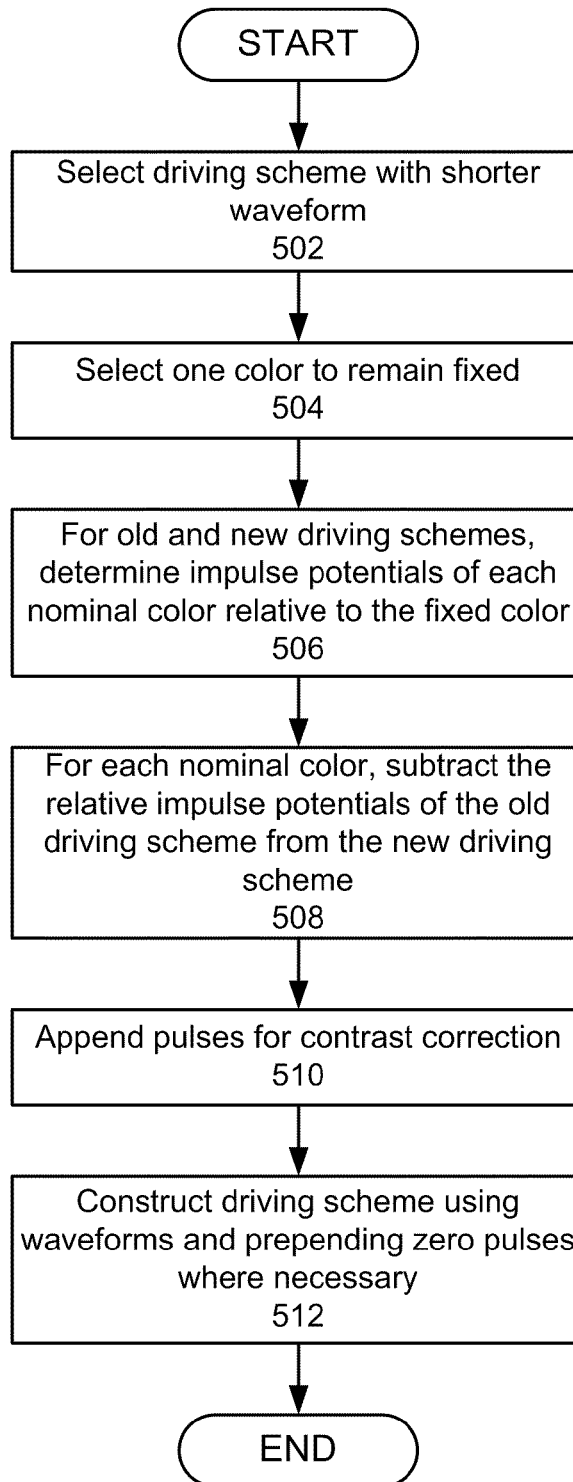 START
Select driving scheme with shorter
waveform
502
Select one color to remain fixed
504
For old and new driving schemes,
determine impulse potentials of each
nominal color relative to the fixed color
506
For each nominal color, subtract the
relative impulse potentials of the old
driving scheme from the new driving
scheme
508
Append pulses for contrast correction
510
Construct driving scheme using
waveforms and prepending zero pulses
where necessary
512
END